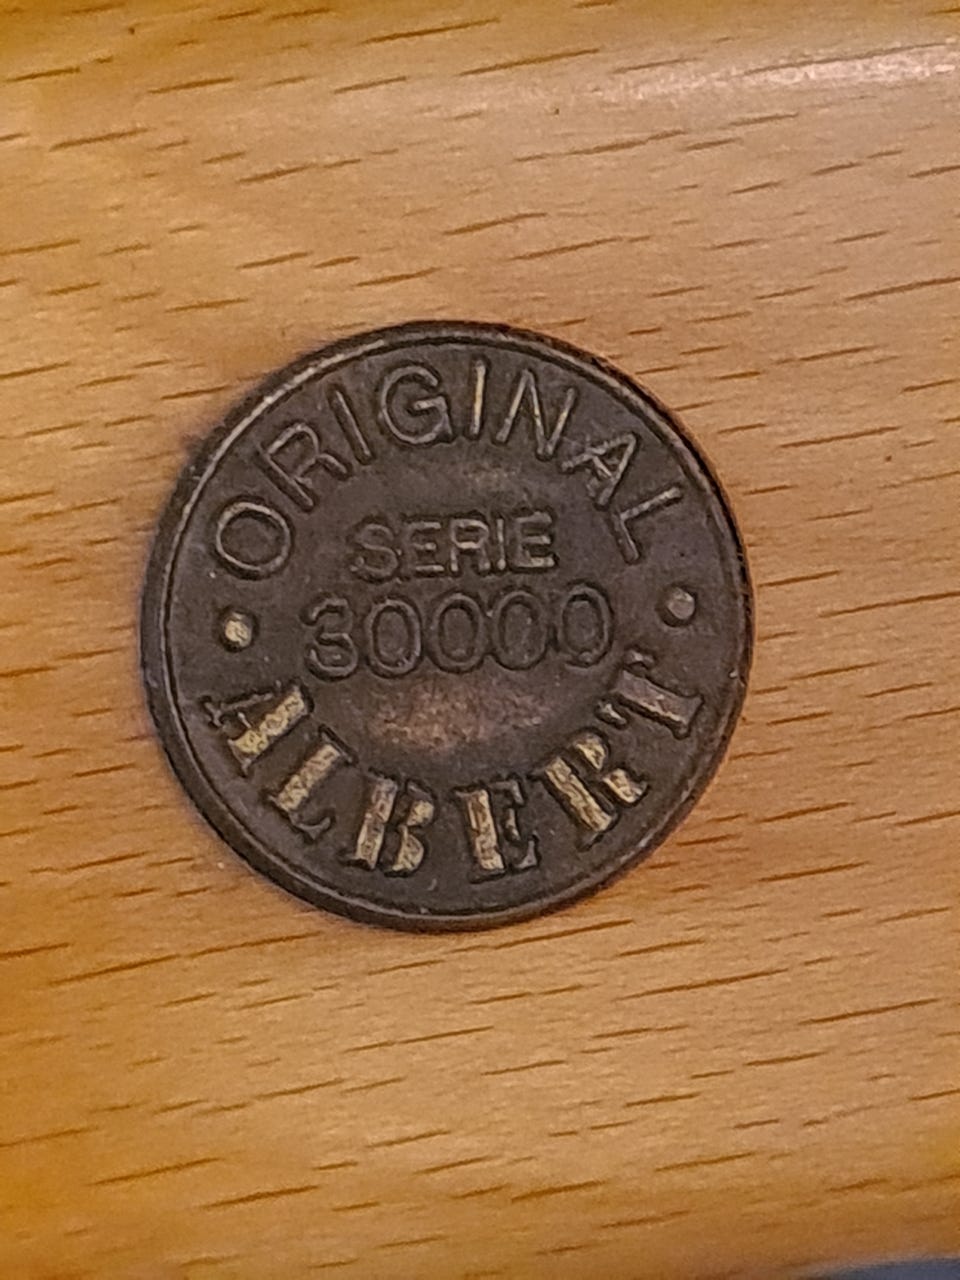 ORIGINAL
SERIE
30000
ALBERT